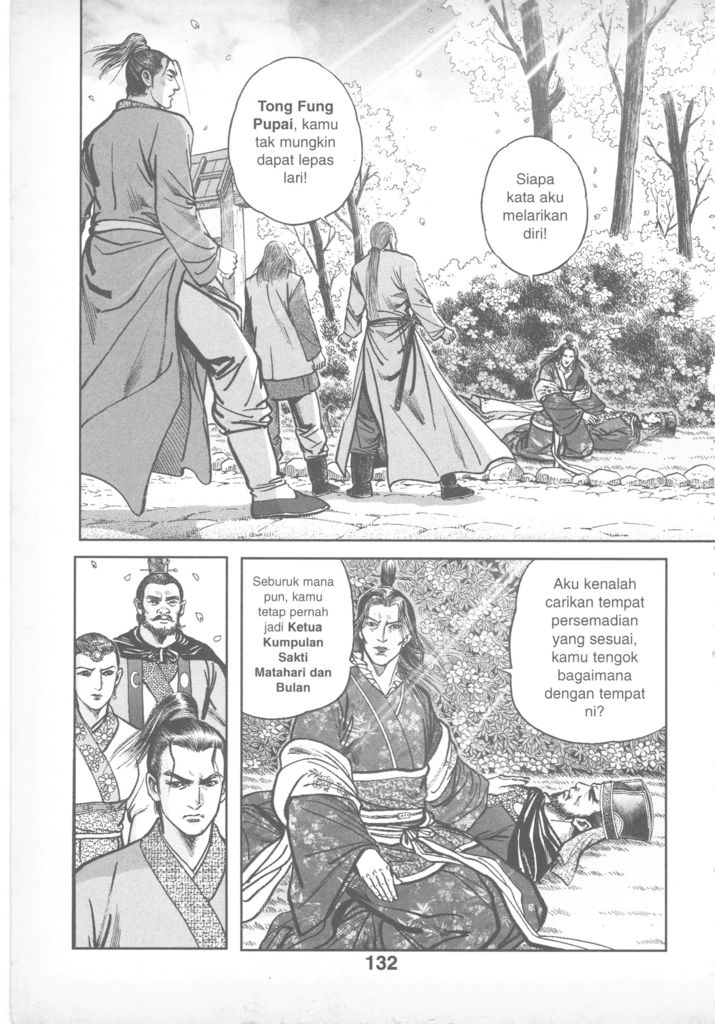 Tong Fung
Pupai, kamu
tak mungkin
dapat lepas
lari!
Siapa
kata aku
melarikan
diri!
Seburuk mana
pun, kamu
tetap pernah
jadi Ketua
Kumpulan
Sakti
Matahari dan
Bulan
Aku kenalah
carikan tempat
persemadian
yang sesuai,
kamu tengok
bagaimana
dengan tempat
ni?
132